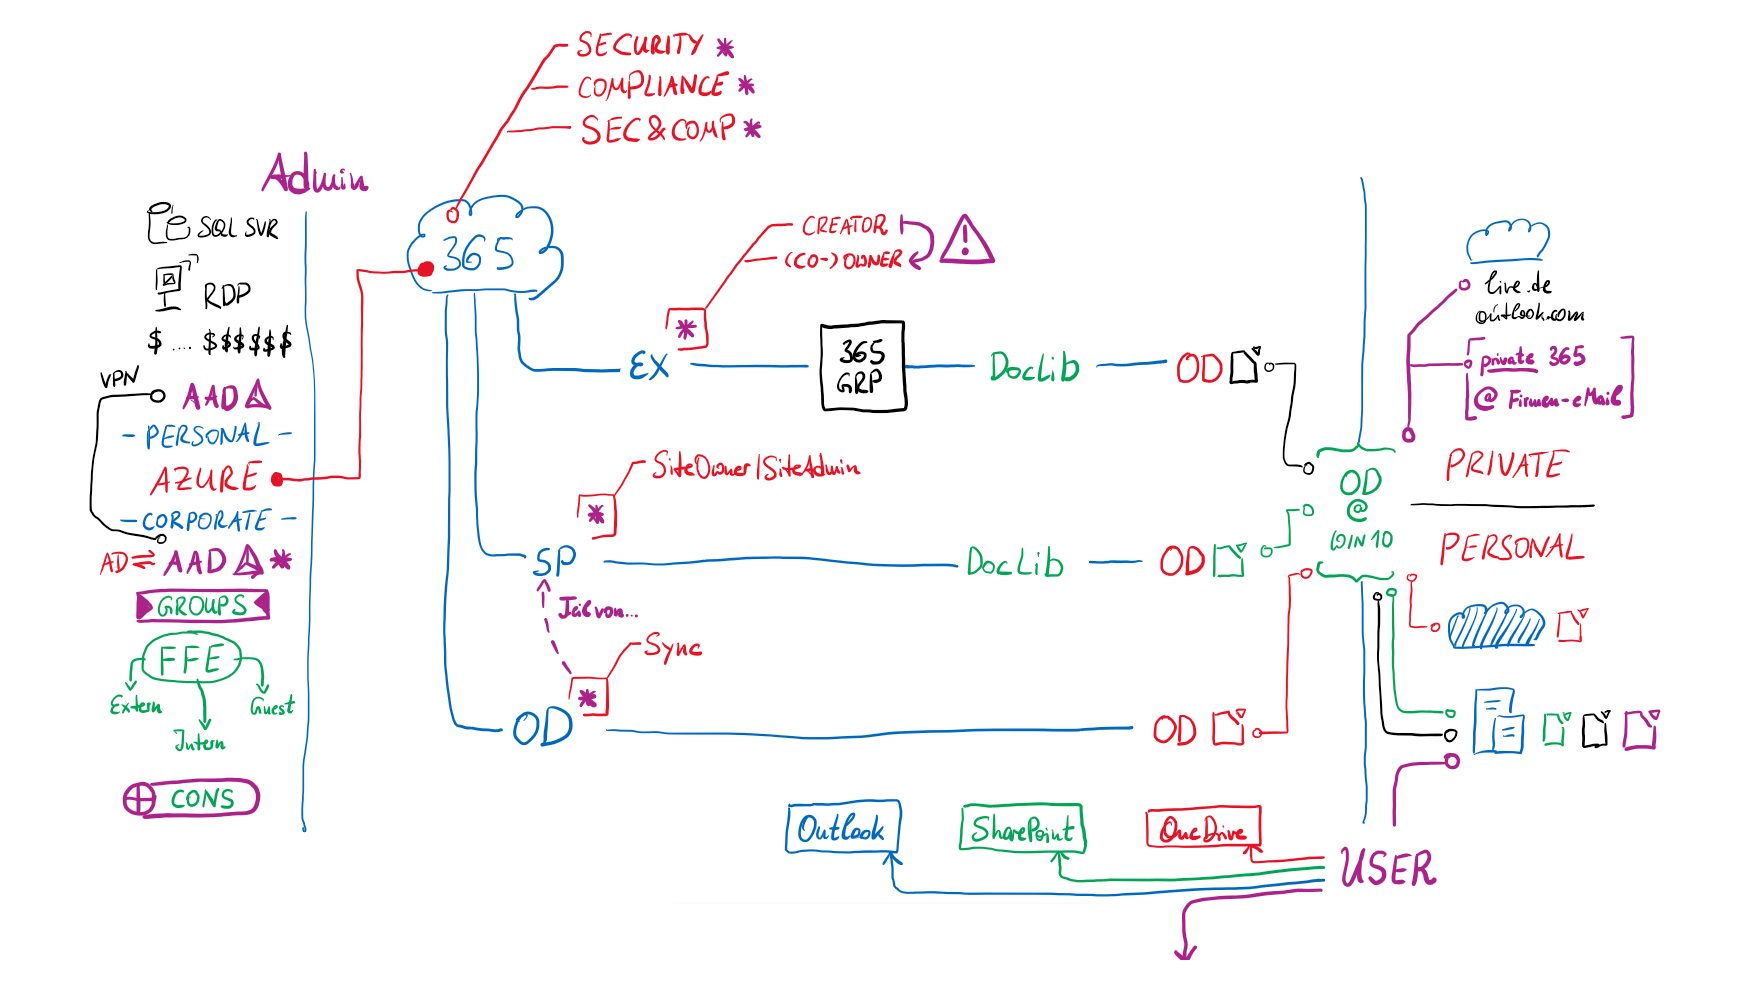 SECURITY *
COMPLIANCE *
SEC & COMP *
Admin
SQL SVR
RDP
$ .... $$$$$$
VPN
AAD
- PERSONAL -
AZURE
- CORPORATE -
AD ⇌ AAD *
GROUPS
FFE
Extern
Guest
Intern
CONS
365
CREATOR
(CO-) OWNER
!
*
EX
365
GRP
DocLib
OD
SiteOwner/SiteAdmin
*
SP
DocLib
OD
Teil von...
Sync
*
OD
OD
live.de
outlook.com
private 365
@ Firmen-eMail
PRIVATE
OD
@
WIN 10
PERSONAL
Outlook
SharePoint
OneDrive
USER